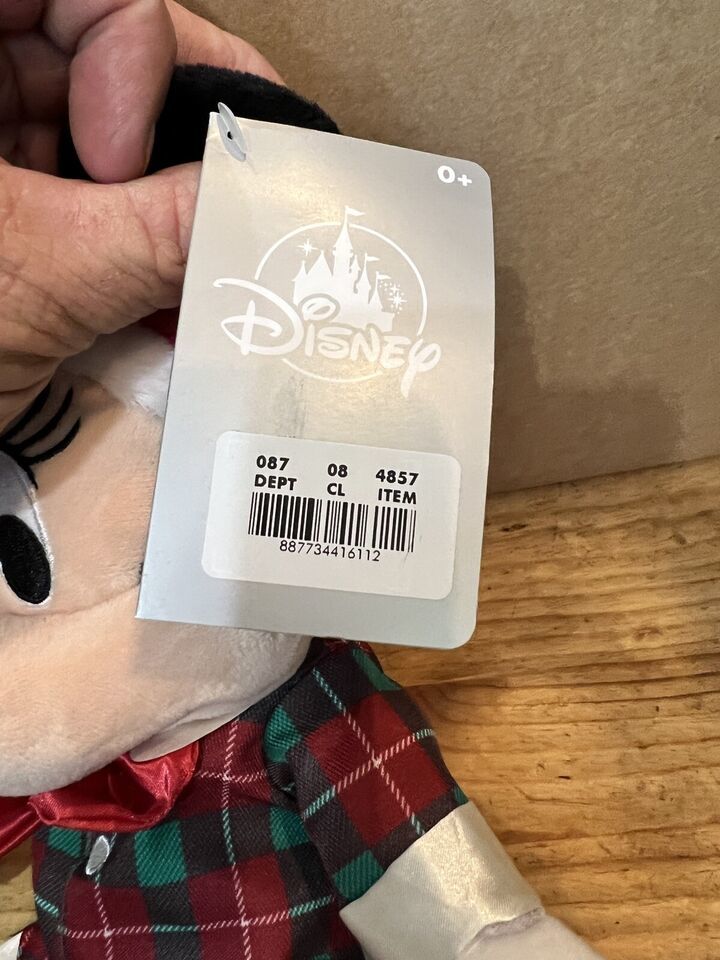 0+
Disney
087 08 4857
DEPT CL ITEM
887734416112